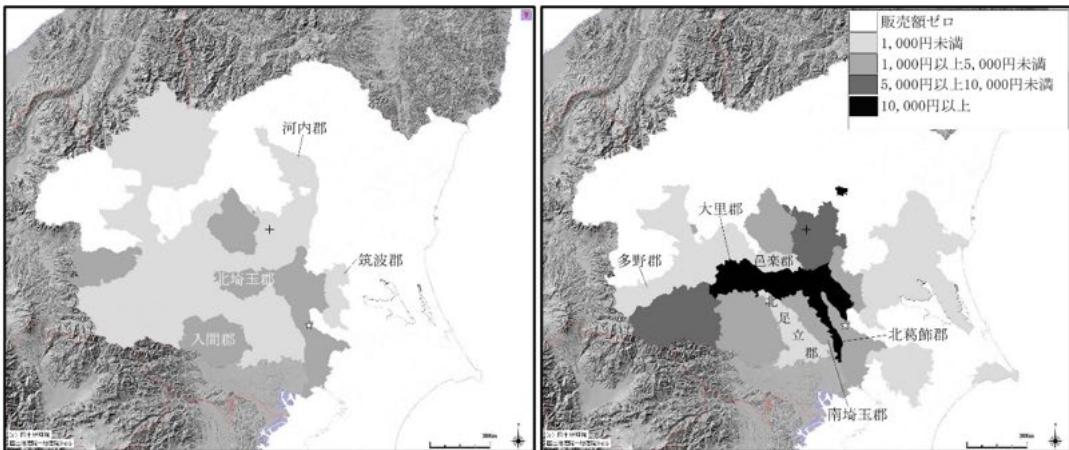 河内郡
筑波郡
北埼玉郡
入間郡
販売額ゼロ
1,000円未満
1,000円以上5,000円未満
5,000円以上10,000円未満
10,000円以上
大里郡
多野郡
邑楽郡
北足立郡
北葛飾郡
南埼玉郡